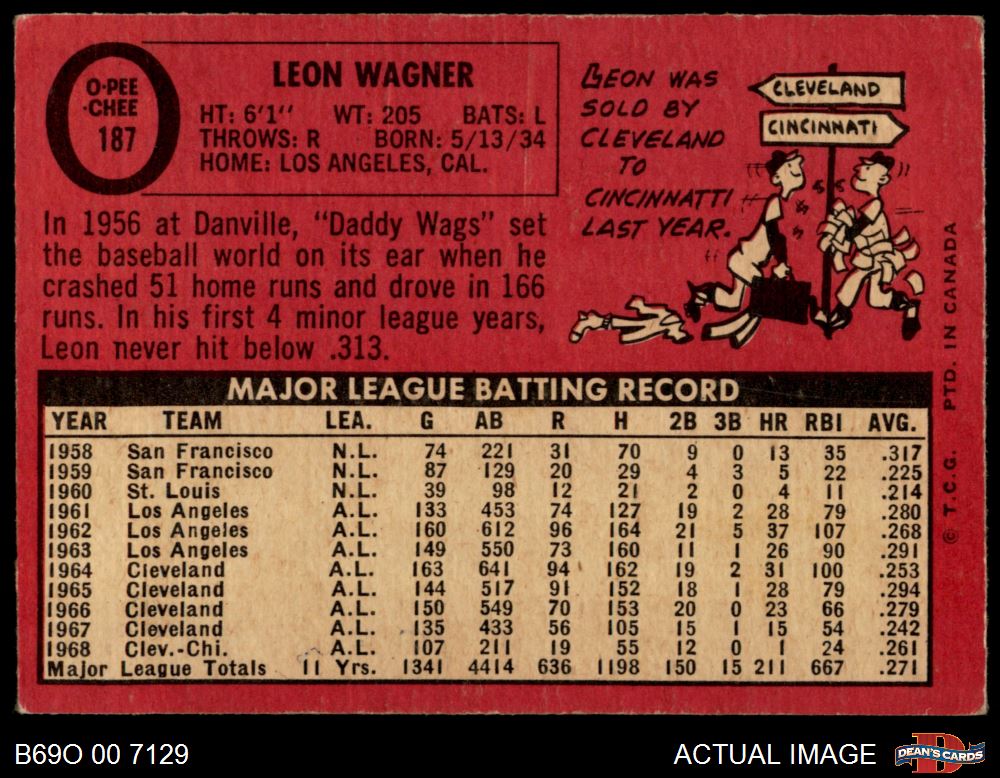 O-PEE
-CHEE
187
LEON WAGNER
HT: 6'1" WT: 205 BATS: L
THROWS: R BORN: 5/13/34
HOME: LOS ANGELES, CAL.
In 1956 at Danville, "Daddy Wags" set
the baseball world on its ear when he
crashed 51 home runs and drove in 166
runs. In his first 4 minor league years,
Leon never hit below .313.
LEON WAS
SOLD BY
CLEVELAND
TO
CINCINNATTI
LAST YEAR.
CLEVELAND
CINCINNATI
MAJOR LEAGUE BATTING RECORD
YEAR TEAM LEA. G AB R H 2B 3B HR RBI AVG.
1958 San Francisco N.L. 74 221 31 70 9 0 13 35 .317
1959 San Francisco N.L. 87 129 20 29 4 3 5 22 .225
1960 St. Louis N.L. 39 98 12 21 2 0 4 11 .214
1961 Los Angeles A.L. 133 453 74 127 19 2 28 79 .280
1962 Los Angeles A.L. 160 612 96 164 21 5 37 107 .268
1963 Los Angeles A.L. 149 550 73 160 11 1 26 90 .291
1964 Cleveland A.L. 163 641 94 162 19 2 31 100 .253
1965 Cleveland A.L. 144 517 91 152 18 1 28 79 .294
1966 Cleveland A.L. 150 549 70 153 20 0 23 66 .279
1967 Cleveland A.L. 135 433 56 105 15 1 15 54 .242
1968 Clev.-Chi. A.L. 107 211 19 55 12 0 1 24 .261
Major League Totals 11 Yrs. 1341 4414 636 1198 150 15 211 667 .271
© T.C.G. PTD. IN CANADA
B69O 00 7129
ACTUAL IMAGE
D
DEAN'S CARDS